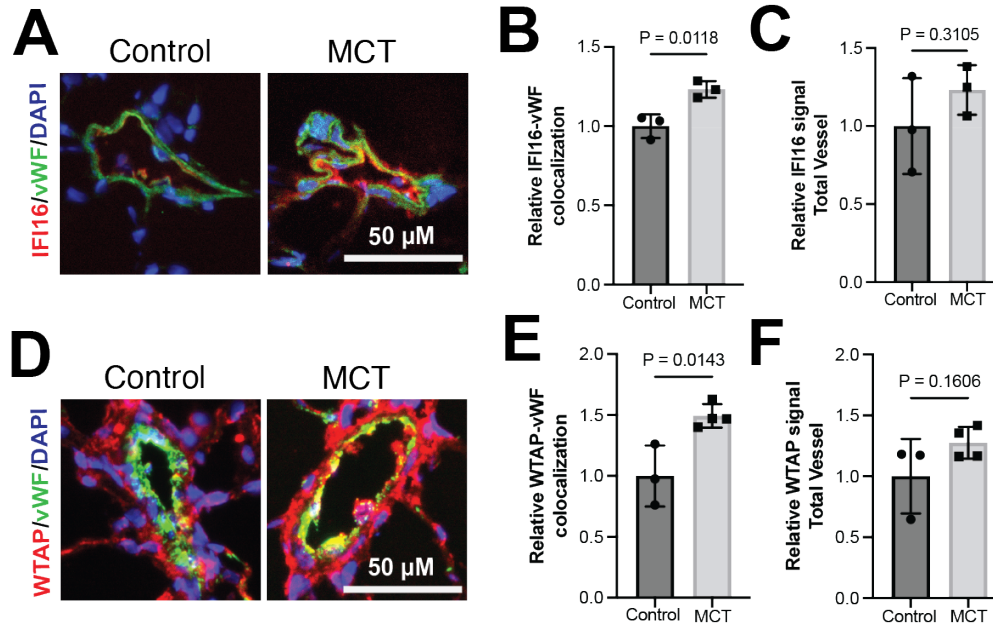 A
Control
MCT
IFI16/vWF/DAPI
50 µM
B
P = 0.0118
Relative IFI16-vWF
colocalization
1.5
1.0
0.5
0.0
Control
MCT
C
P = 0.3105
Relative IFI16 signal
Total Vessel
1.5
1.0
0.5
0.0
Control
MCT
D
Control
MCT
WTAP/vWF/DAPI
50 µM
E
P = 0.0143
Relative WTAP-vWF
colocalization
2.0
1.5
1.0
0.5
0.0
Control
MCT
F
P = 0.1606
Relative WTAP signal
Total Vessel
2.0
1.5
1.0
0.5
0.0
Control
MCT